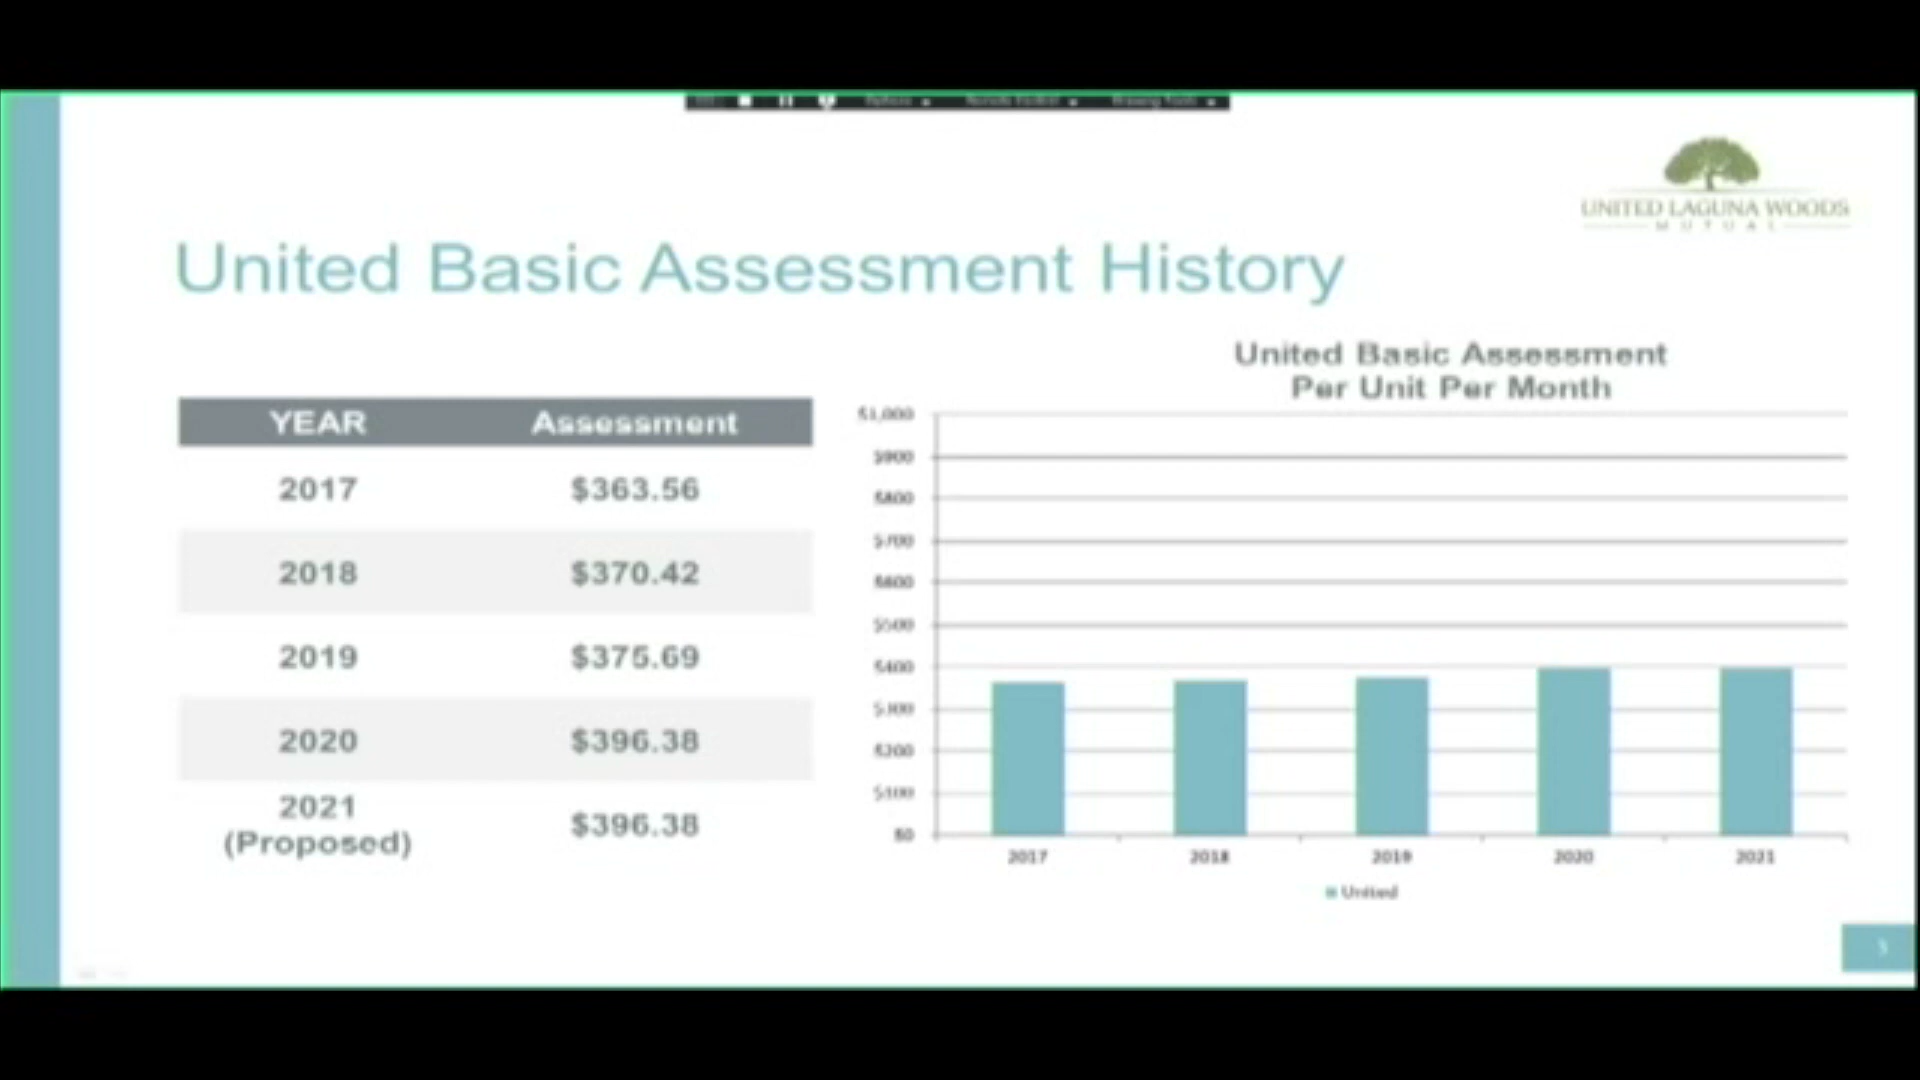 UNITED LAGUNA WOODS
MUTUAL
United Basic Assessment History
YEAR Assessment
2017 $363.56
2018 $370.42
2019 $375.69
2020 $396.38
2021
(Proposed) $396.38
United Basic Assessment
Per Unit Per Month
$1,000
$900
$800
$700
$600
$500
$400
$300
$200
$100
$0
2017 2018 2019 2020 2021
United